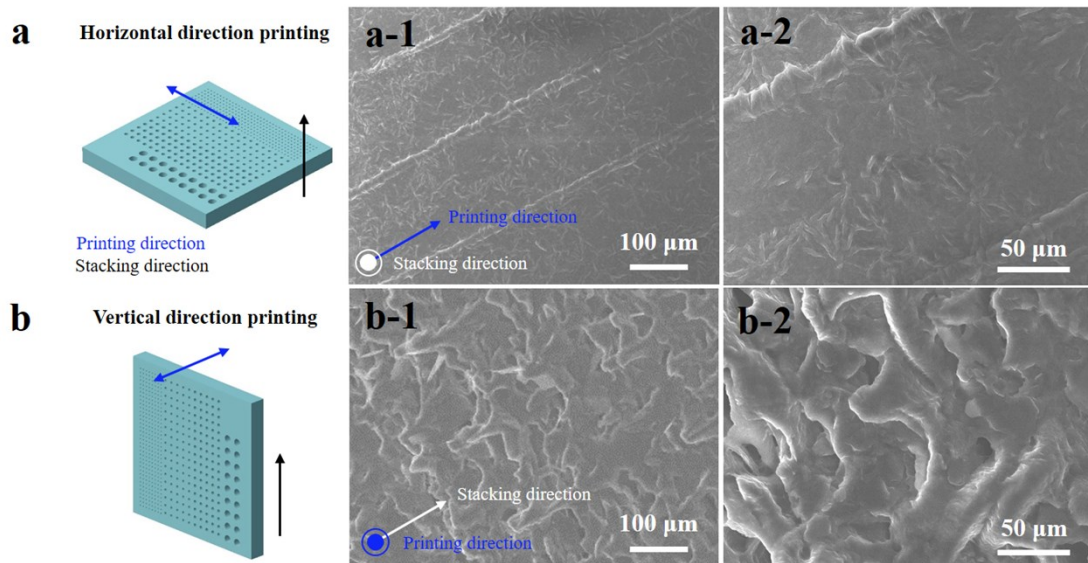 a
Horizontal direction printing
Printing direction
Stacking direction
a-1
Printing direction
Stacking direction
100 μm
a-2
50 μm
b
Vertical direction printing
b-1
Stacking direction
Printing direction
100 μm
b-2
50 μm